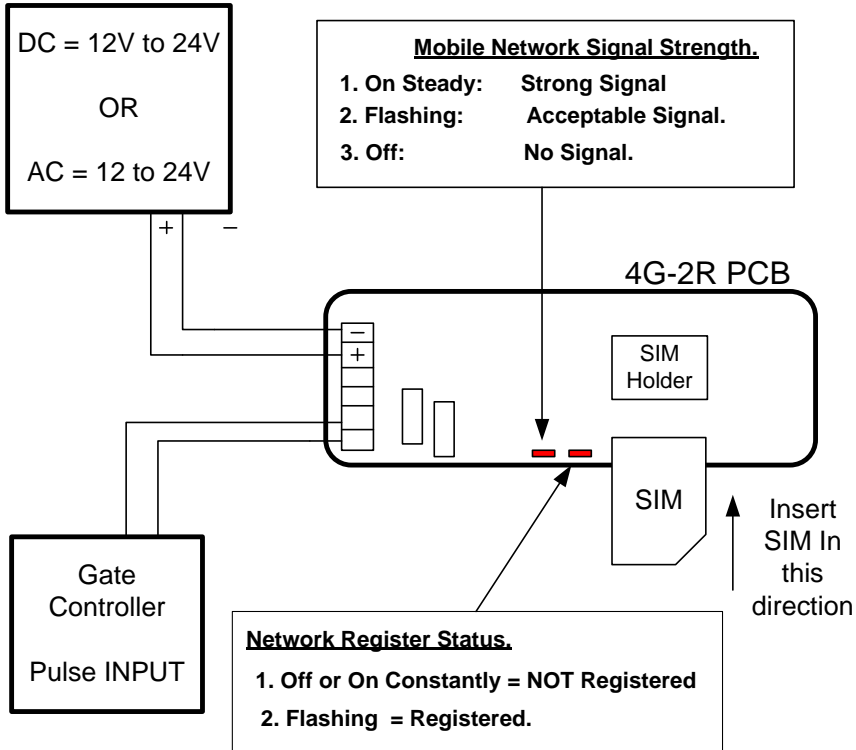 DC = 12V to 24V
OR
AC = 12 to 24V
+ −
Mobile Network Signal Strength.
1. On Steady: Strong Signal
2. Flashing: Acceptable Signal.
3. Off: No Signal.
4G-2R PCB
−
+
SIM
Holder
SIM
Insert
SIM In
this
direction
Gate
Controller
Pulse INPUT
Network Register Status.
1. Off or On Constantly = NOT Registered
2. Flashing = Registered.